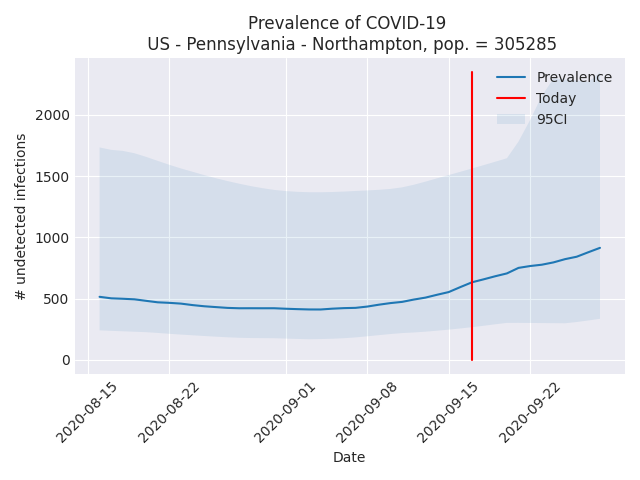 Prevalence of COVID-19
US - Pennsylvania - Northampton, pop. = 305285
Prevalence
Today
95CI
# undetected infections
2000
1500
1000
500
0
2020-08-15
2020-08-22
2020-09-01
2020-09-08
2020-09-15
2020-09-22
Date